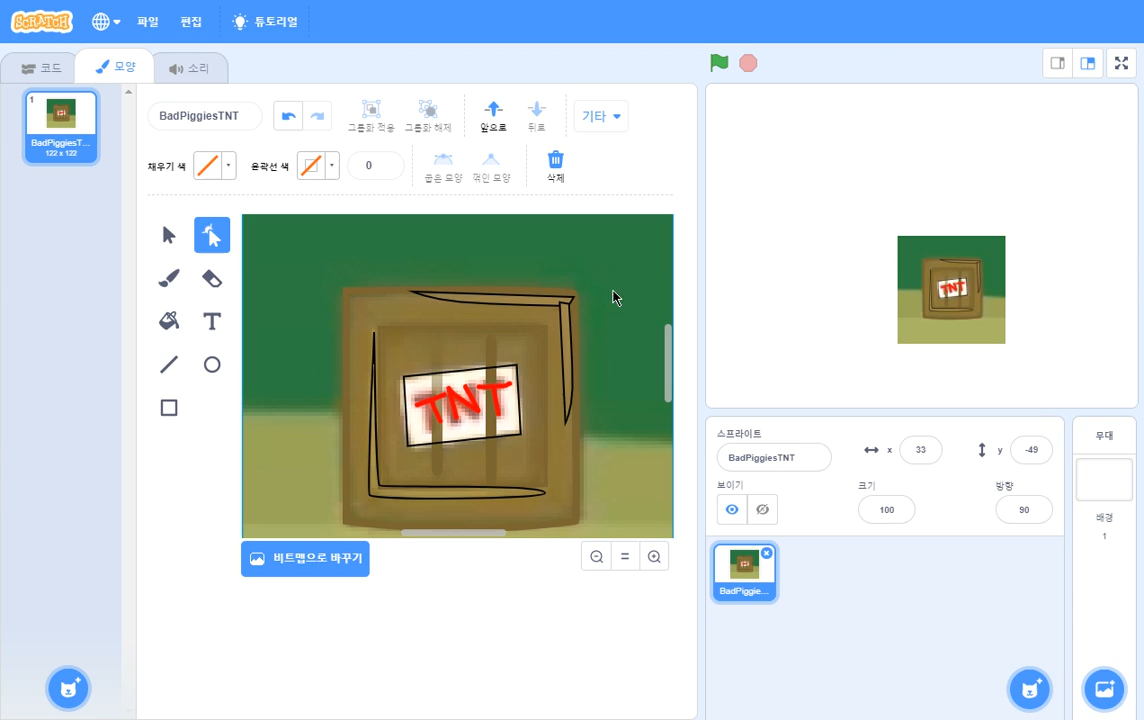 SCRATCH
파일
편집
튜토리얼
코드
모양
소리
1
BadPiggiesT...
122 x 122
BadPiggiesTNT
그룹화 적용
그룹화 해제
앞으로
뒤로
기타
채우기 색
윤곽선 색
0
굽은 모양
꺾인 모양
삭제
TNT
비트맵으로 바꾸기
TNT
스프라이트
BadPiggiesTNT
x
33
y
-49
보이기
크기
100
방향
90
BadPiggie...
무대
배경
1